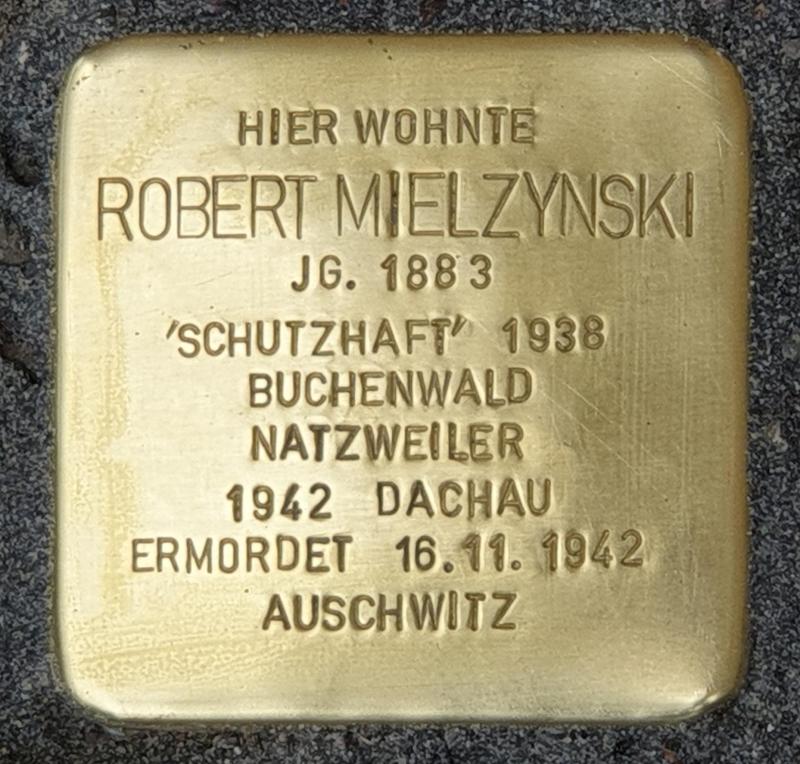 HIER WOHNTE
ROBERT MIELZYNSKI
JG. 1883
'SCHUTZHAFT' 1938
BUCHENWALD
NATZWEILER
1942 DACHAU
ERMORDET 16.11.1942
AUSCHWITZ